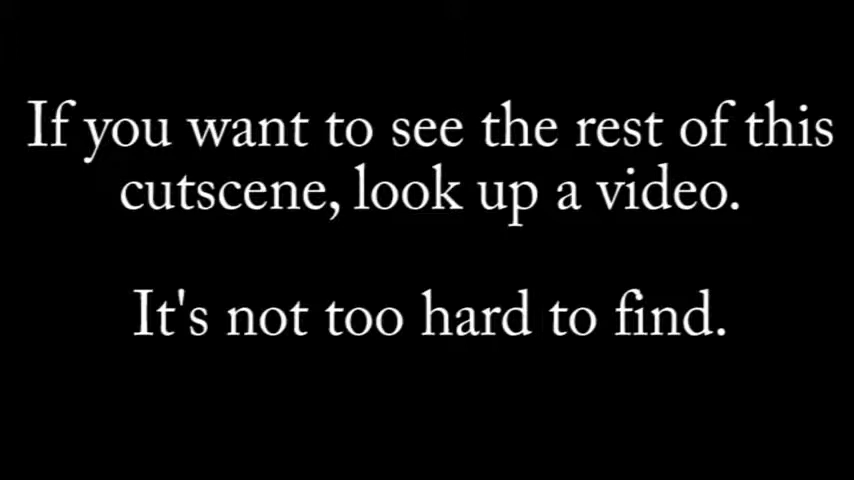 If you want to see the rest of this
cutscene, look up a video.
It's not too hard to find.